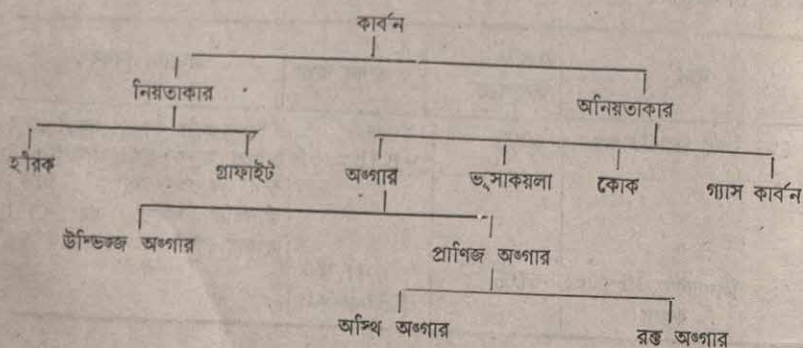 কার্বন
নিয়তাকার অনিয়তাকার
হীরক গ্রাফাইট অঙ্গার ভূসাকয়লা কোক গ্যাস কার্বন
উদ্ভিজ্জ অঙ্গার প্রাণিজ অঙ্গার
অস্থি অঙ্গার রক্ত অঙ্গার